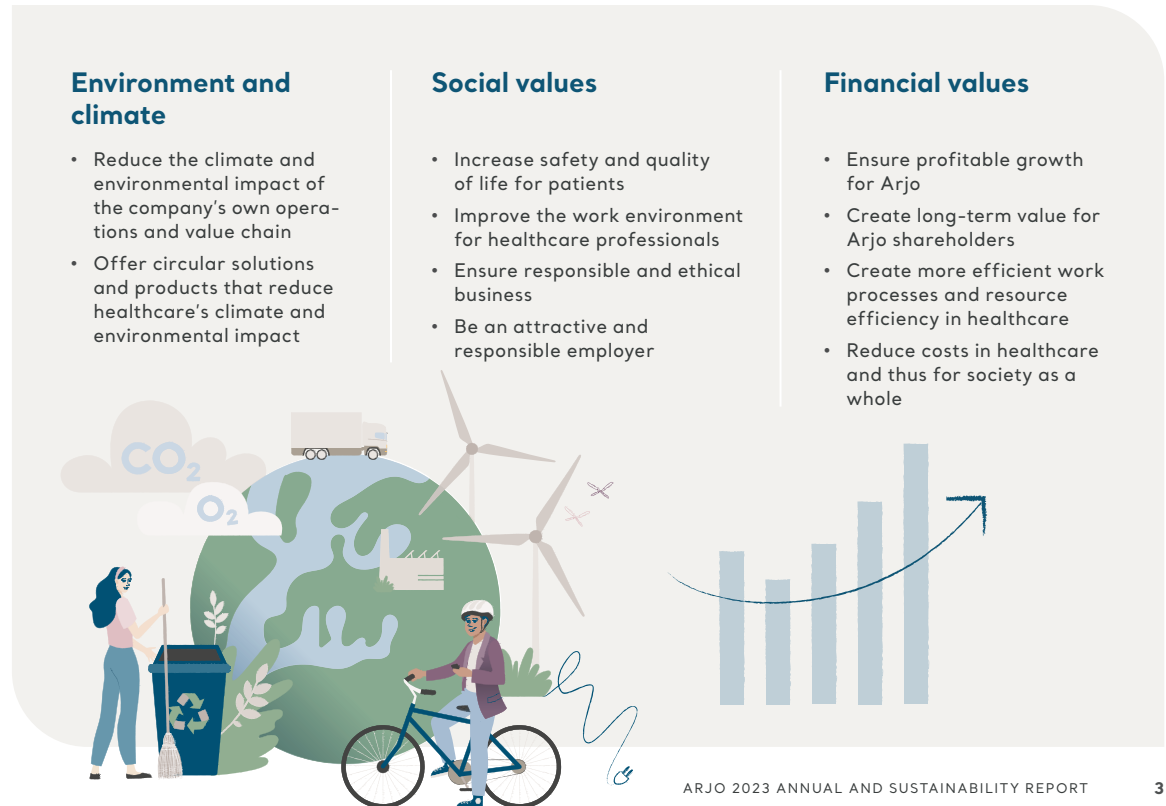 Environment and
climate
• Reduce the climate and
environmental impact of
the company's own opera-
tions and value chain
• Offer circular solutions
and products that reduce
healthcare's climate and
environmental impact
Social values
• Increase safety and quality
of life for patients
• Improve the work environment
for healthcare professionals
• Ensure responsible and ethical
business
• Be an attractive and
responsible employer
Financial values
• Ensure profitable growth
for Arjo
• Create long-term value for
Arjo shareholders
• Create more efficient work
processes and resource
efficiency in healthcare
• Reduce costs in healthcare
and thus for society as a
whole
CO₂
O₂
ARJO 2023 ANNUAL AND SUSTAINABILITY REPORT 3